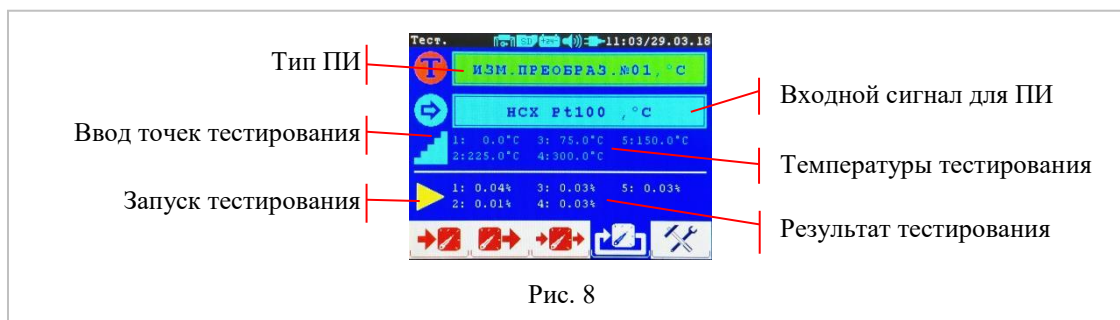 Тест.
SD
11:03/29.03.18
T
ИЗМ.ПРЕОБРАЗ.№01,°C
НСХ Pt100 ,°C
1: 0.0°C 3: 75.0°C 5:150.0°C
2:225.0°C 4:300.0°C
1: 0.04% 3: 0.03% 5: 0.03%
2: 0.01% 4: 0.03%
Тип ПИ
Ввод точек тестирования
Запуск тестирования
Входной сигнал для ПИ
Температуры тестирования
Результат тестирования
Рис. 8